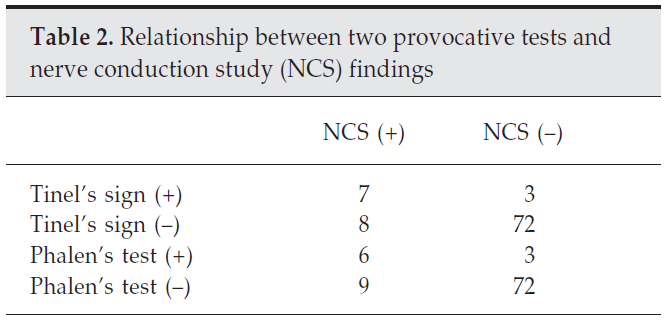 Table 2. Relationship between two provocative tests and
nerve conduction study (NCS) findings
NCS (+) NCS (–)
Tinel’s sign (+) 7 3
Tinel’s sign (–) 8 72
Phalen’s test (+) 6 3
Phalen’s test (–) 9 72